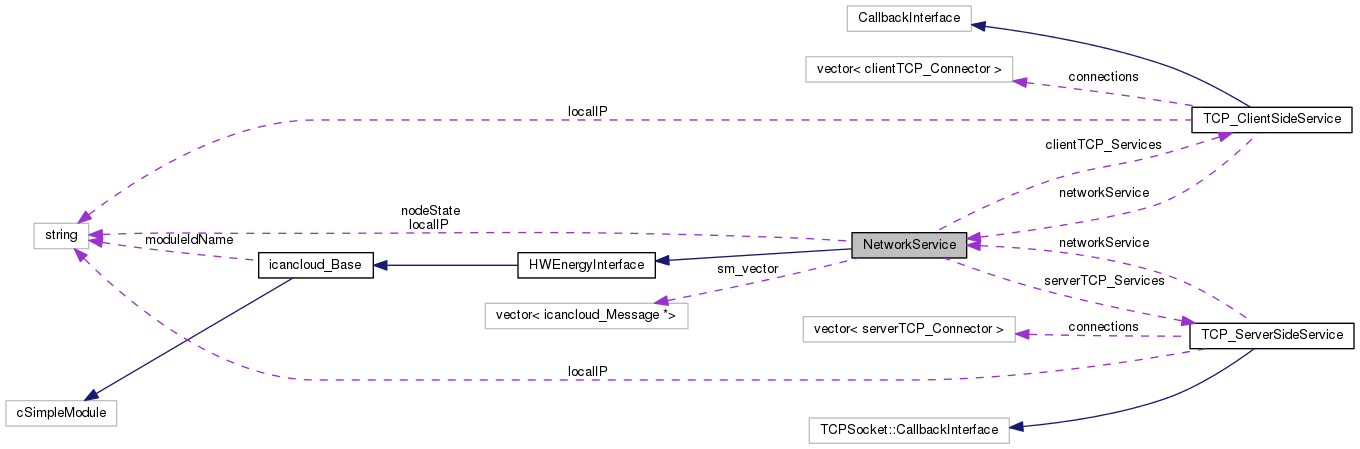 CallbackInterface
vector< clientTCP_Connector >
connections
localIP
TCP_ClientSideService
clientTCP_Services
networkService
nodeState
localIP
string
moduleIdName
NetworkService
networkService
icancloud_Base
HWEnergyInterface
sm_vector
serverTCP_Services
vector< icancloud_Message *>
vector< serverTCP_Connector >
connections
TCP_ServerSideService
localIP
cSimpleModule
TCPSocket::CallbackInterface